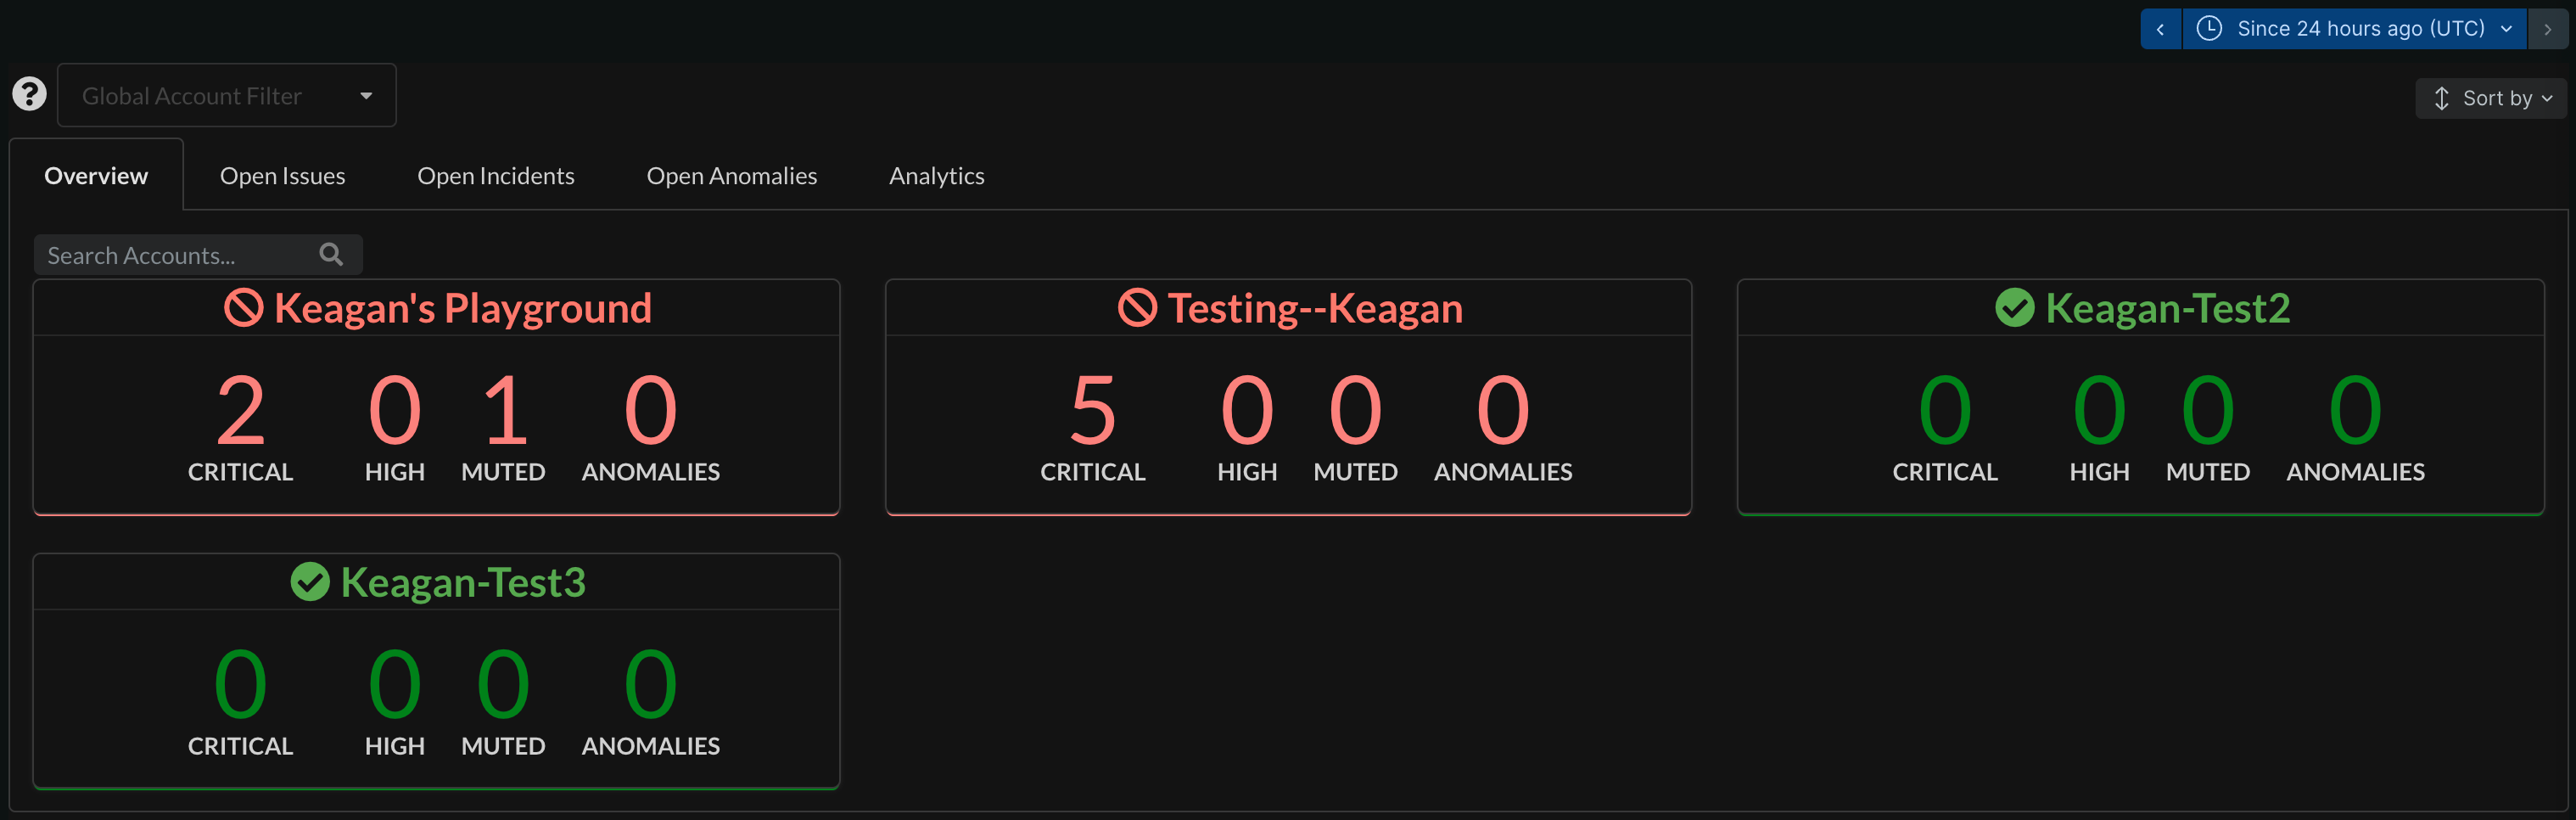 Since 24 hours ago (UTC)
Global Account Filter
Sort by
Overview Open Issues Open Incidents Open Anomalies Analytics
Search Accounts...
Keagan's Playground
2 0 1 0
CRITICAL HIGH MUTED ANOMALIES
Testing--Keagan
5 0 0 0
CRITICAL HIGH MUTED ANOMALIES
Keagan-Test2
0 0 0 0
CRITICAL HIGH MUTED ANOMALIES
Keagan-Test3
0 0 0 0
CRITICAL HIGH MUTED ANOMALIES